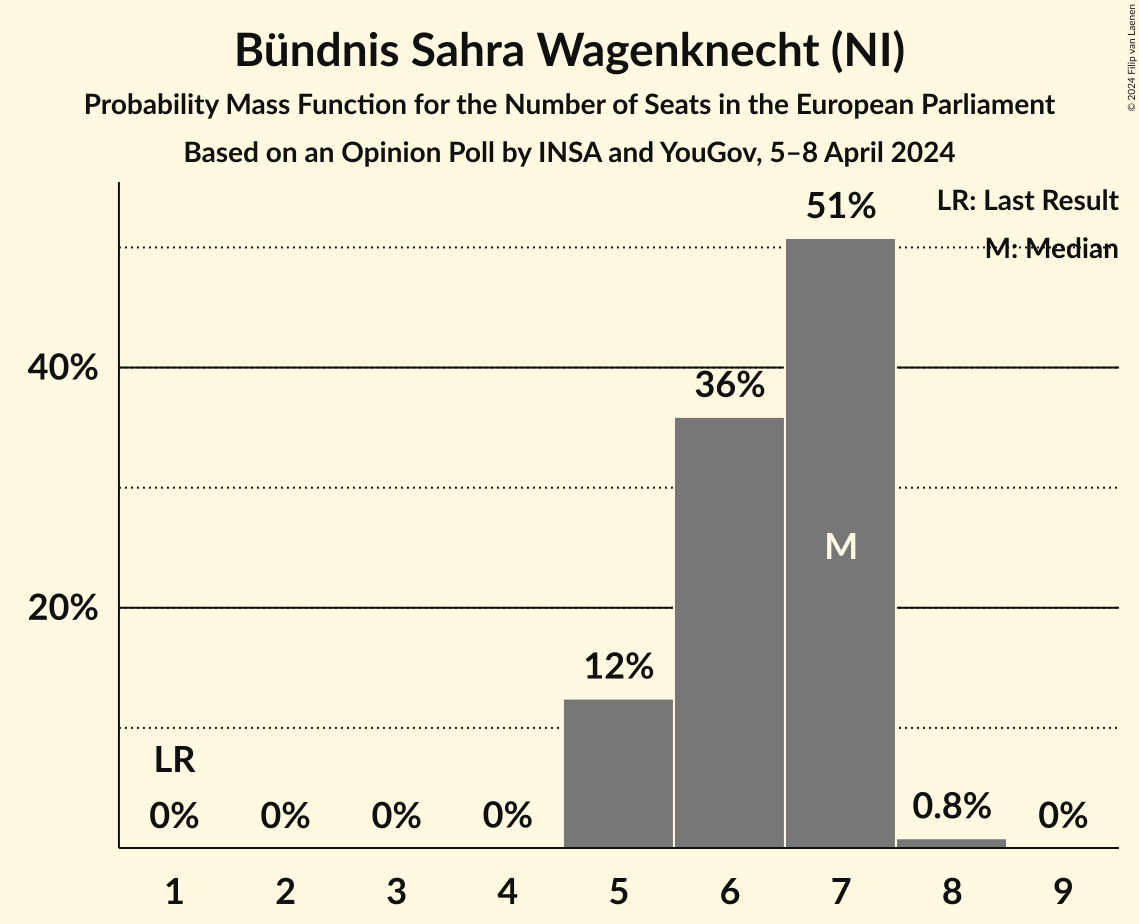 Bündnis Sahra Wagenknecht (NI)
Probability Mass Function for the Number of Seats in the European Parliament
Based on an Opinion Poll by INSA and YouGov, 5–8 April 2024
© 2024 Filip van Laenen
LR: Last Result
M: Median
51%
40%
36%
M
20%
12%
LR
0% 0% 0% 0% 0.8% 0%
1 2 3 4 5 6 7 8 9